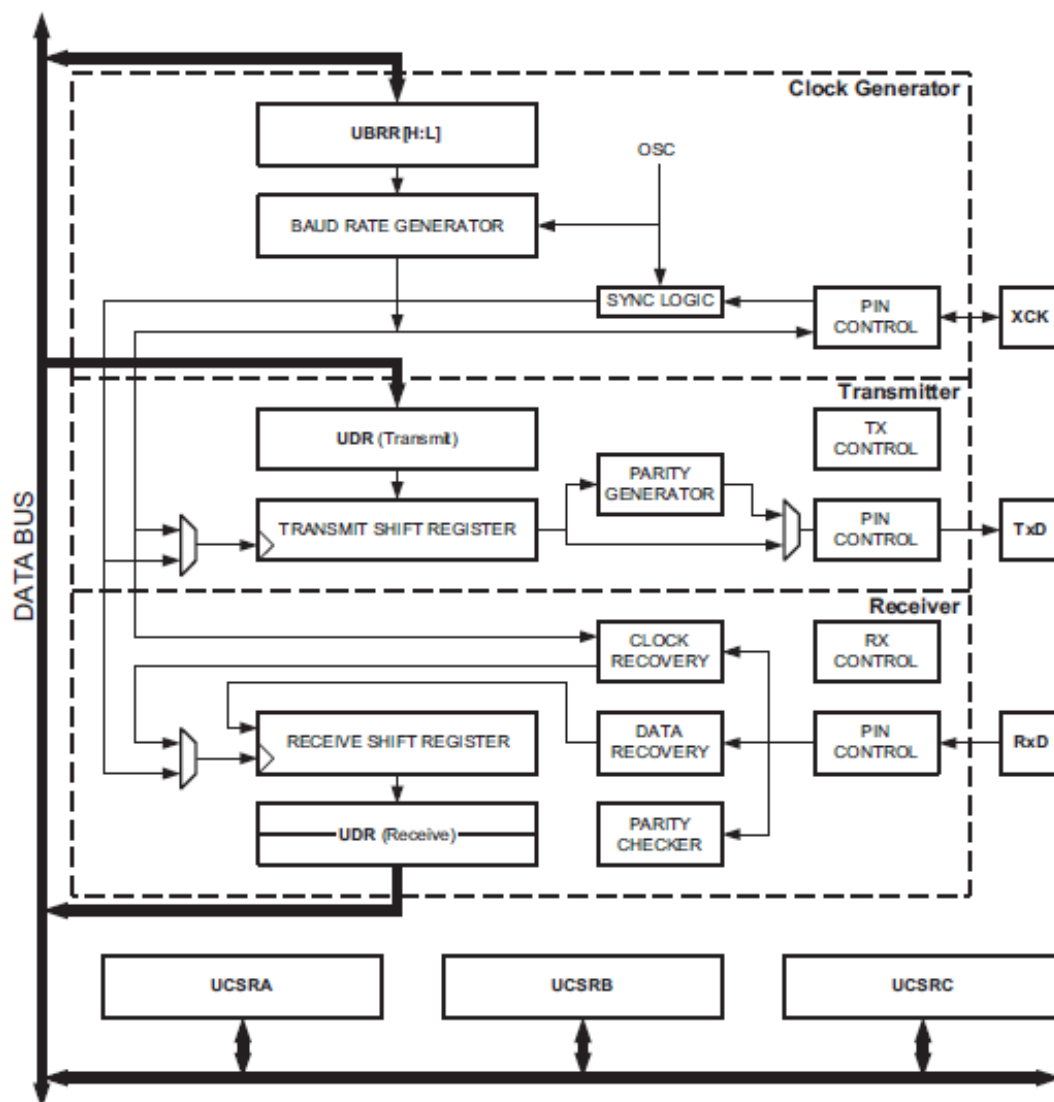 Clock Generator
UBRR[H:L]
OSC
BAUD RATE GENERATOR
SYNC LOGIC
PIN
CONTROL
XCK
Transmitter
UDR (Transmit)
TX
CONTROL
PARITY
GENERATOR
TRANSMIT SHIFT REGISTER
PIN
CONTROL
TxD
DATA BUS
Receiver
CLOCK
RECOVERY
RX
CONTROL
RECEIVE SHIFT REGISTER
DATA
RECOVERY
PIN
CONTROL
RxD
UDR (Receive)
PARITY
CHECKER
UCSRA
UCSRB
UCSRC